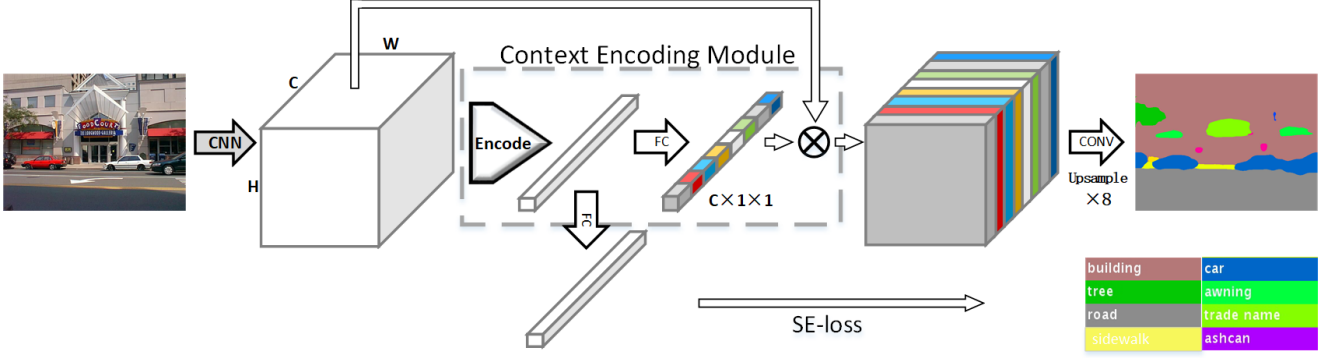 W
C
H
CNN
Context Encoding Module
Encode
FC
FC
C×1×1
CONV
Upsample
×8
SE-loss
building
car
tree
awning
road
trade name
sidewalk
ashcan